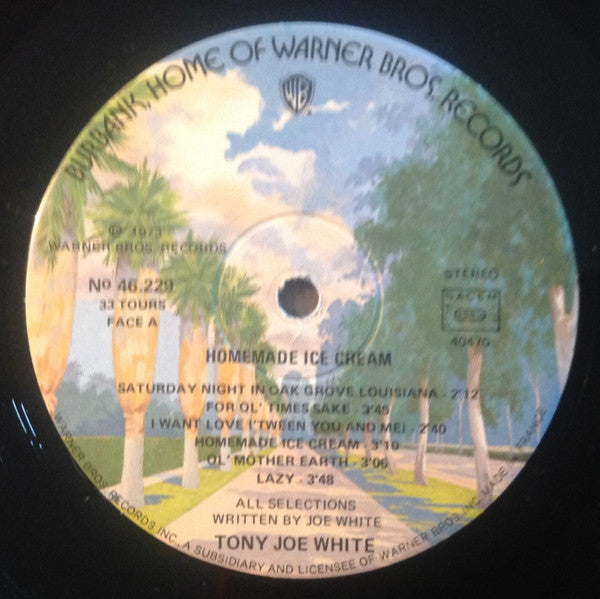 BURBANK, HOME OF WARNER BROS. RECORDS
WB
℗ 1973
WARNER BROS. RECORDS
No 46.229
33 TOURS
FACE A
STEREO
SACEM
40470
HOMEMADE ICE CREAM
SATURDAY NIGHT IN OAK GROVE LOUISIANA - 2'12
FOR OL' TIMES SAKE - 3'45
I WANT LOVE ('TWEEN YOU AND ME) - 2'40
HOMEMADE ICE CREAM - 3'10
OL' MOTHER EARTH - 3'06
LAZY - 3'48
ALL SELECTIONS
WRITTEN BY JOE WHITE
TONY JOE WHITE
WARNER BROS. RECORDS INC., A SUBSIDIARY AND LICENSEE OF WARNER BROS. INC. MADE IN FRANCE